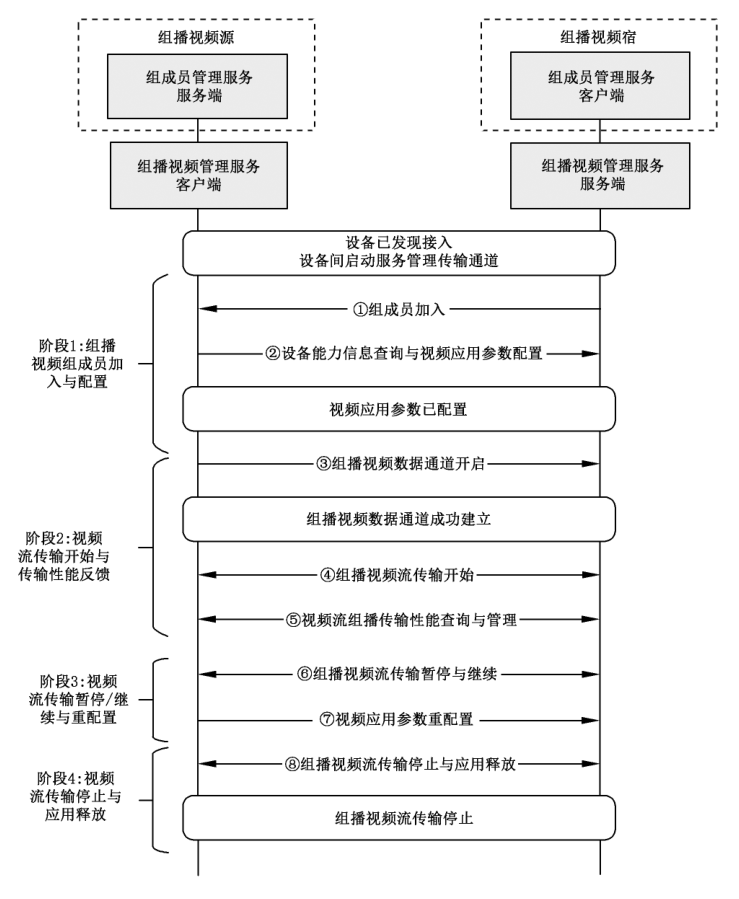 组播视频源
组成员管理服务
服务端
组播视频管理服务
客户端
组播视频宿
组成员管理服务
客户端
组播视频管理服务
服务端
设备已发现接入
设备间启动服务管理传输通道
阶段1:组播
视频组成员加
入与配置
①组成员加入
②设备能力信息查询与视频应用参数配置
视频应用参数已配置
阶段2:视频
流传输开始与
传输性能反馈
③组播视频数据通道开启
组播视频数据通道成功建立
④组播视频流传输开始
⑤视频流组播传输性能查询与管理
阶段3:视频
流传输暂停/继
续与重配置
⑥组播视频流传输暂停与继续
⑦视频应用参数重配置
阶段4:视频
流传输停止与
应用释放
⑧组播视频流传输停止与应用释放
组播视频流传输停止